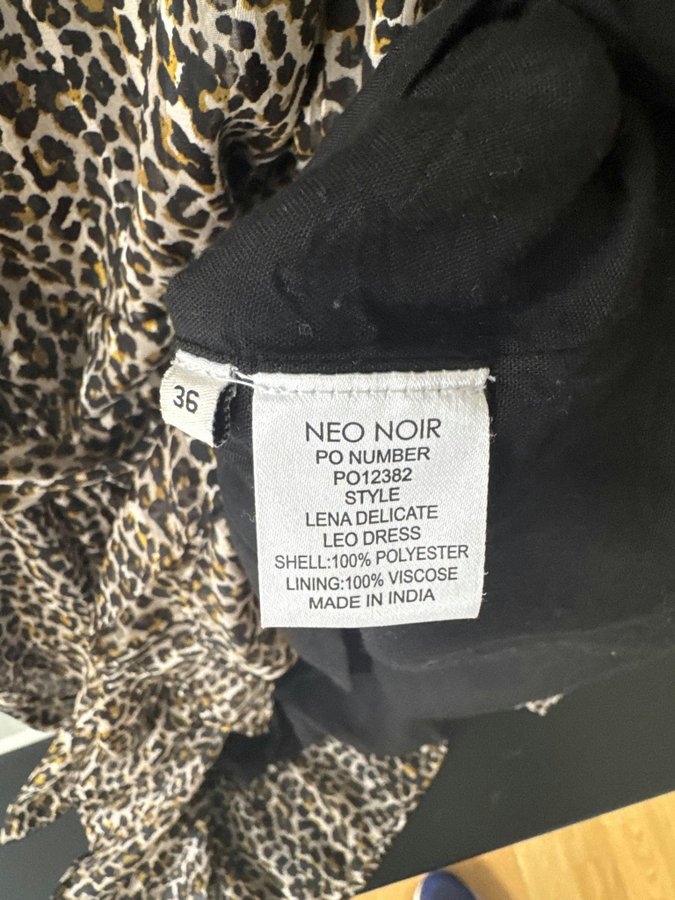 36
NEO NOIR
PO NUMBER
PO12382
STYLE
LENA DELICATE
LEO DRESS
SHELL:100% POLYESTER
LINING:100% VISCOSE
MADE IN INDIA